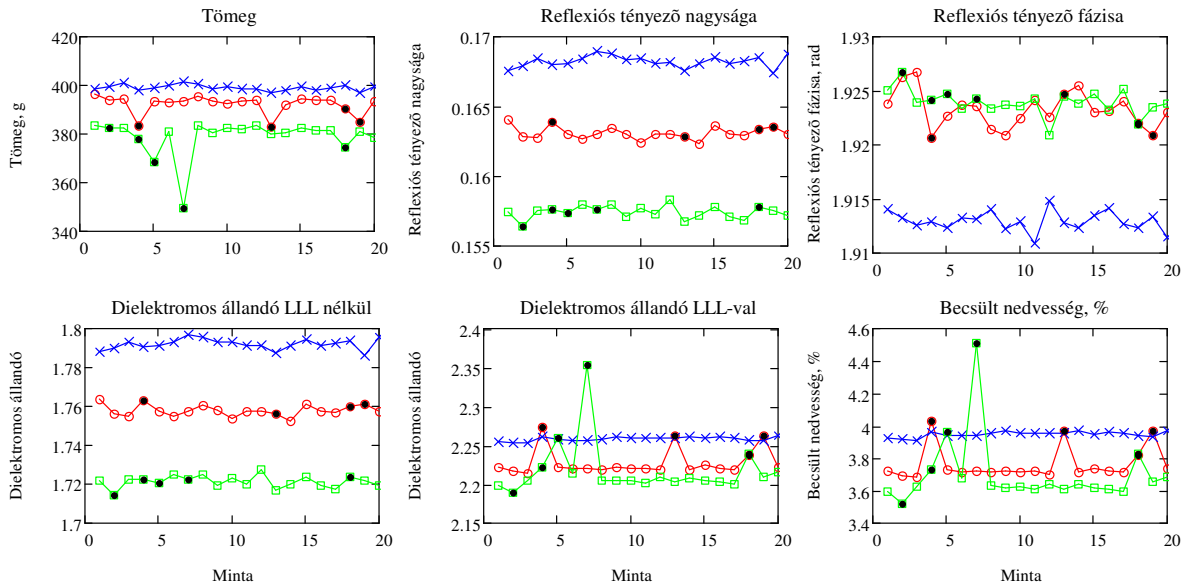 Tömeg
Tömeg, g
420
400
380
360
340
0 5 10 15 20
Reflexiós tényezõ nagysága
Reflexiós tényezõ nagysága
0.17
0.165
0.16
0.155
0 5 10 15 20
Reflexiós tényezõ fázisa
Reflexiós tényezõ fázisa, rad
1.93
1.925
1.92
1.915
1.91
0 5 10 15 20
Dielektromos állandó LLL nélkül
Dielektromos állandó
1.8
1.78
1.76
1.74
1.72
1.7
0 5 10 15 20
Minta
Dielektromos állandó LLL-val
Dielektromos állandó
2.4
2.35
2.3
2.25
2.2
2.15
0 5 10 15 20
Minta
Becsült nedvesség, %
Becsült nedvesség, %
4.6
4.4
4.2
4
3.8
3.6
3.4
0 5 10 15 20
Minta